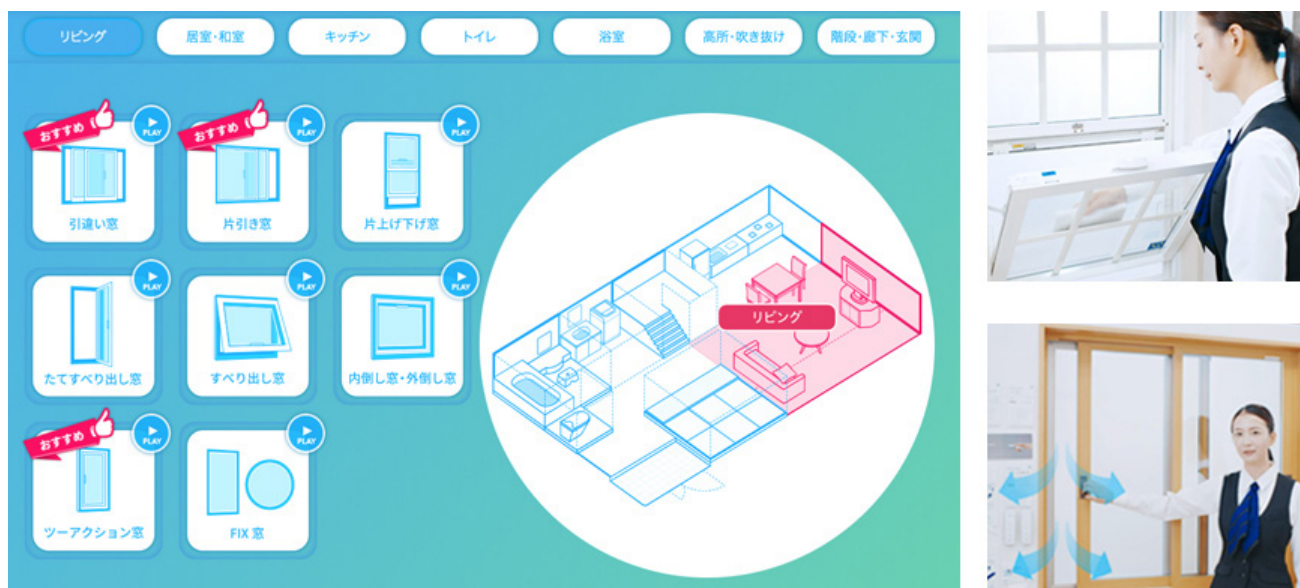 リビング
居室・和室
キッチン
トイレ
浴室
高所・吹き抜け
階段・廊下・玄関
おすすめ
PLAY
引違い窓
おすすめ
PLAY
片引き窓
PLAY
片上げ下げ窓
PLAY
たてすべり出し窓
PLAY
すべり出し窓
PLAY
内倒し窓・外倒し窓
おすすめ
PLAY
ツーアクション窓
PLAY
FIX 窓
リビング